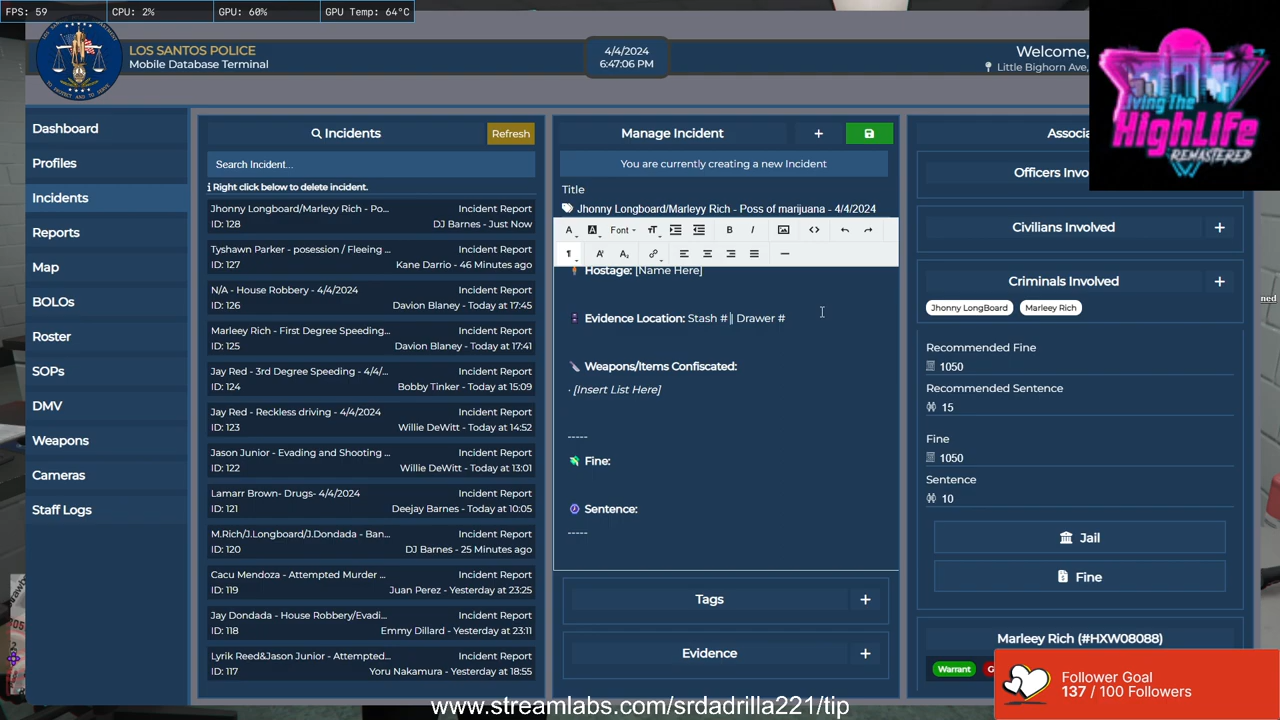 FPS: 59
CPU: 2%
GPU: 60%
GPU Temp: 64°C
LOS SANTOS POLICE
Mobile Database Terminal
4/4/2024
6:47:06 PM
Welcome,
Little Bighorn Ave,
Living The
HIGHLIFE
REMASTERED
Dashboard
Profiles
Incidents
Reports
Map
BOLOs
Roster
SOPs
DMV
Weapons
Cameras
Staff Logs
Incidents
Refresh
Search Incident...
Right click below to delete incident.
Jhonny Longboard/Marleyy Rich - Po...
Incident Report
ID: 128
DJ Barnes - Just Now
Tyshawn Parker - posession / Fleeing ...
Incident Report
ID: 127
Kane Darrio - 46 Minutes ago
N/A - House Robbery - 4/4/2024
Incident Report
ID: 126
Davion Blaney - Today at 17:45
Marleey Rich - First Degree Speeding...
Incident Report
ID: 125
Davion Blaney - Today at 17:41
Jay Red - 3rd Degree Speeding - 4/4/...
Incident Report
ID: 124
Bobby Tinker - Today at 15:09
Jay Red - Reckless driving - 4/4/2024
Incident Report
ID: 123
Willie DeWitt - Today at 14:52
Jason Junior - Evading and Shooting ...
Incident Report
ID: 122
Willie DeWitt - Today at 13:01
Lamarr Brown- Drugs- 4/4/2024
Incident Report
ID: 121
Deejay Barnes - Today at 10:05
M.Rich/J.Longboard/J.Dondada - Ban...
Incident Report
ID: 120
DJ Barnes - 25 Minutes ago
Cacu Mendoza - Attempted Murder ...
Incident Report
ID: 119
Juan Perez - Yesterday at 23:25
Jay Dondada - House Robbery/Evadi...
Incident Report
ID: 118
Emmy Dillard - Yesterday at 23:11
Lyrik Reed&Jason Junior - Attempted...
Incident Report
ID: 117
Yoru Nakamura - Yesterday at 18:55
Manage Incident
You are currently creating a new Incident
Title
Jhonny Longboard/Marleyy Rich - Poss of marijuana - 4/4/2024
Font
Hostage: [Name Here]
Evidence Location: Stash # | Drawer #
Weapons/Items Confiscated:
· [Insert List Here]
-----
Fine:
Sentence:
-----
Tags
Evidence
Associa
Officers Invo
Civilians Involved
Criminals Involved
Jhonny LongBoard
Marleey Rich
Recommended Fine
1050
Recommended Sentence
15
Fine
1050
Sentence
10
Jail
Fine
Marleey Rich (#HXW08088)
Warrant
G
ned
Follower Goal
137 / 100 Followers
www.streamlabs.com/srdadrilla221/tip